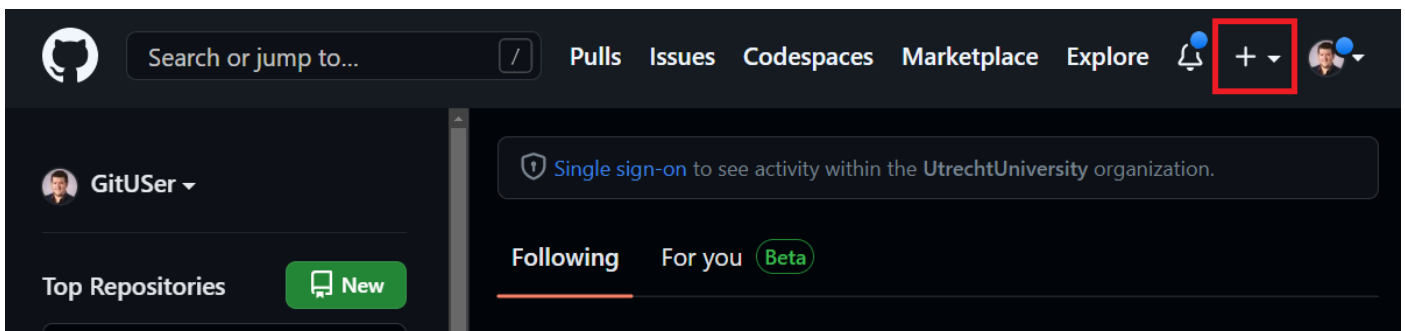 Search or jump to... / Pulls Issues Codespaces Marketplace Explore
GitUSer
Single sign-on to see activity within the UtrechtUniversity organization.
Following For you Beta
Top Repositories New